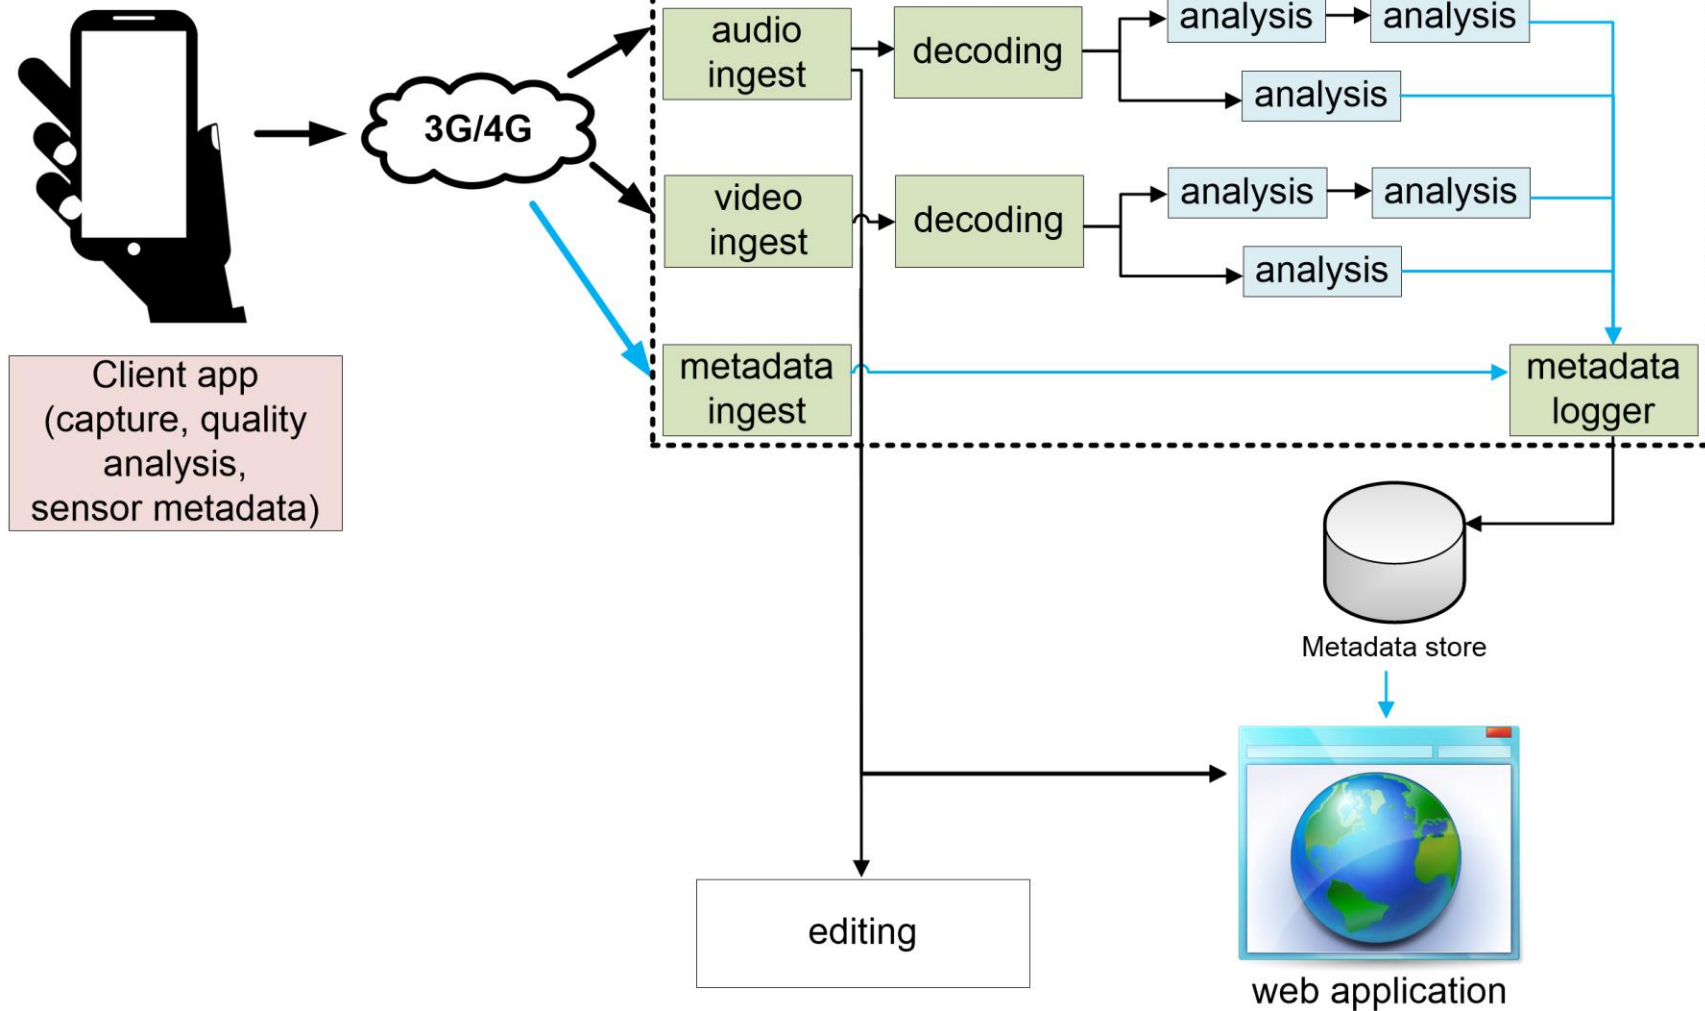 audio
ingest
decoding
analysis
analysis
analysis
3G/4G
video
ingest
decoding
analysis
analysis
analysis
metadata
ingest
metadata
logger
Client app
(capture, quality
analysis,
sensor metadata)
Metadata store
editing
web application